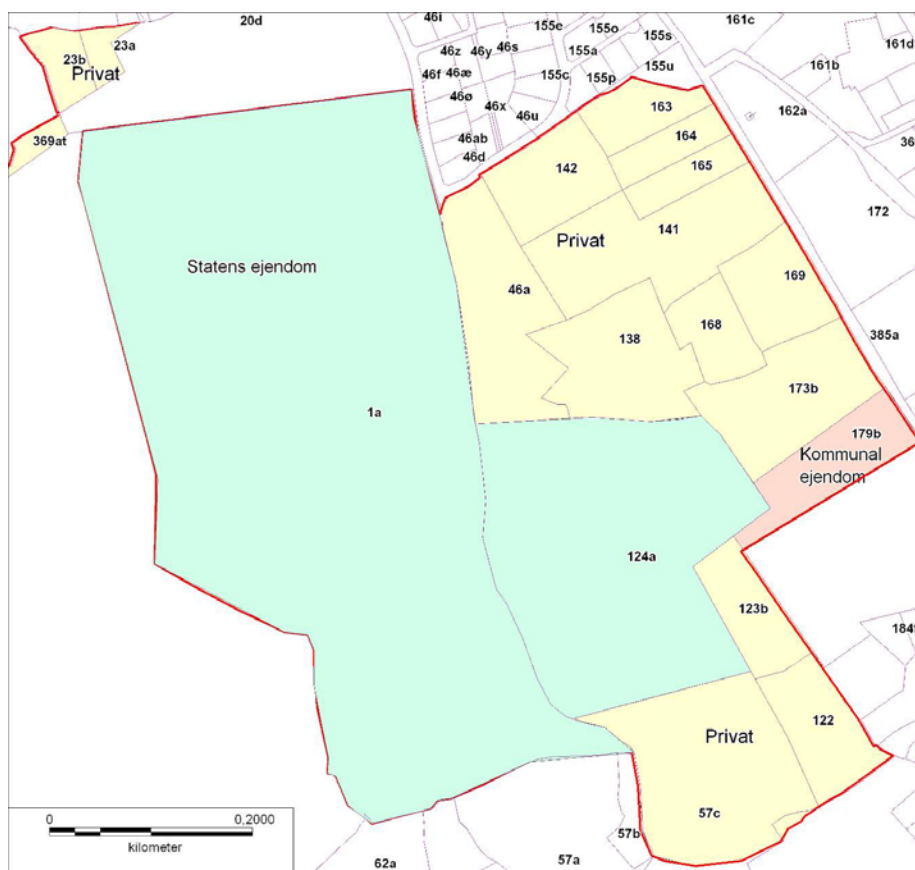 20d
46i
155e
155o
161c
23a
46z
46y
46s
155a
155s
161d
23b
Privat
46f
46æ
155c
155p
155u
161b
46ø
46x
163
162a
46u
369at
46ab
164
36
46d
142
165
172
Privat
141
Statens ejendom
46a
169
138
168
385a
173b
1a
179b
Kommunal
ejendom
124a
123b
184f
Privat
122
57c
0
0,2000
kilometer
57b
62a
57a